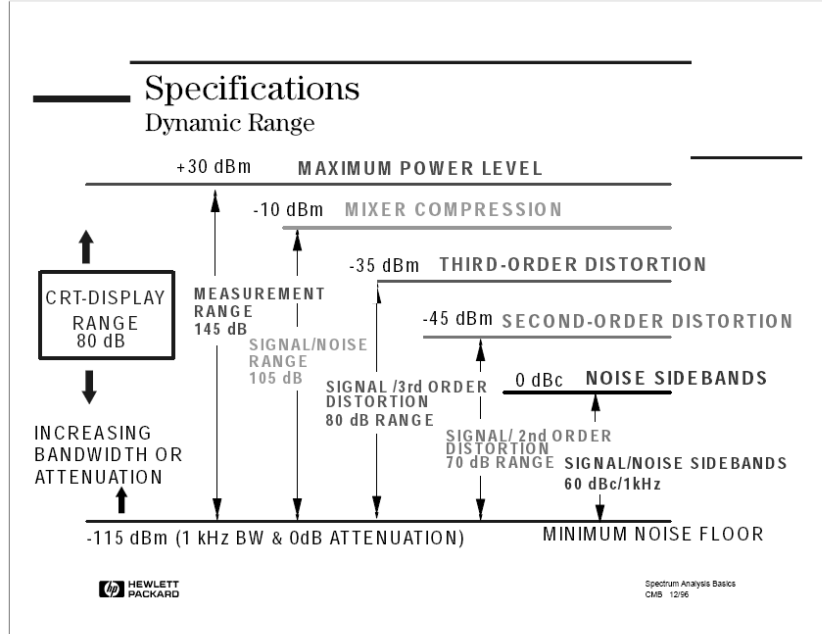 Specifications
Dynamic Range
+30 dBm MAXIMUM POWER LEVEL
-10 dBm MIXER COMPRESSION
-35 dBm THIRD-ORDER DISTORTION
-45 dBm SECOND-ORDER DISTORTION
0 dBc NOISE SIDEBANDS
CRT-DISPLAY
RANGE
80 dB
MEASUREMENT
RANGE
145 dB
SIGNAL/NOISE
RANGE
105 dB
SIGNAL /3rd ORDER
DISTORTION
80 dB RANGE
SIGNAL/ 2nd ORDER
DISTORTION
70 dB RANGE
SIGNAL/NOISE SIDEBANDS
60 dBc/1kHz
INCREASING
BANDWIDTH OR
ATTENUATION
-115 dBm (1 kHz BW & 0dB ATTENUATION)
MINIMUM NOISE FLOOR
hp HEWLETT
PACKARD
Spectrum Analysis Basics
CMB 12/96